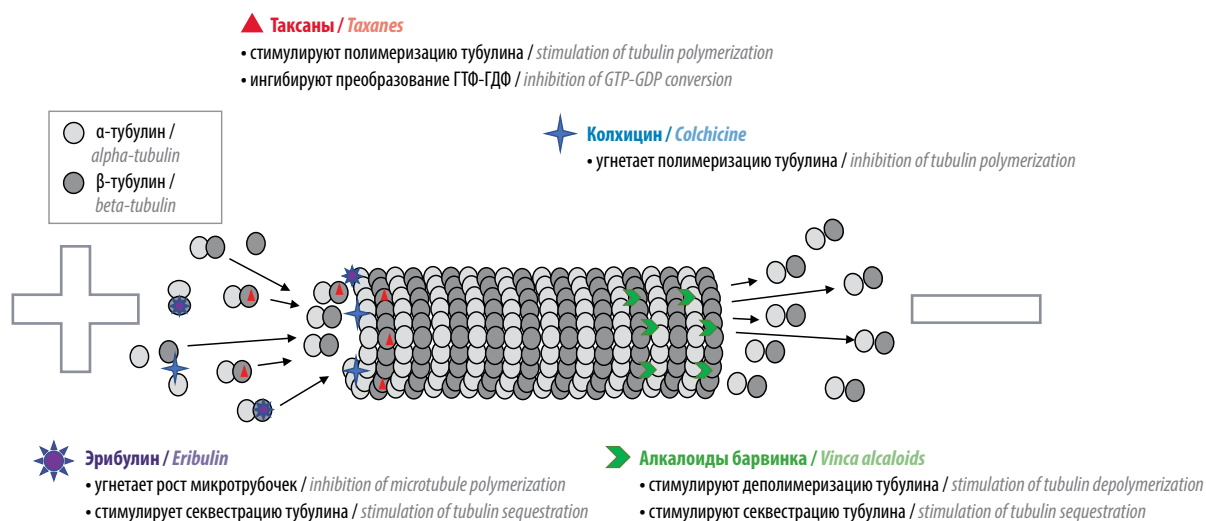 Таксаны / Taxanes
• стимулируют полимеризацию тубулина / stimulation of tubulin polymerization
• ингибируют преобразование ГТФ-ГДФ / inhibition of GTP-GDP conversion
α-тубулин /
alpha-tubulin
β-тубулин /
beta-tubulin
Колхицин / Colchicine
• угнетает полимеризацию тубулина / inhibition of tubulin polymerization
Эрибулин / Eribulin
• угнетает рост микротрубочек / inhibition of microtubule polymerization
• стимулирует секвестрацию тубулина / stimulation of tubulin sequestration
Алкалоиды барвинка / Vinca alcaloids
• стимулируют деполимеризацию тубулина / stimulation of tubulin depolymerization
• стимулируют секвестрацию тубулина / stimulation of tubulin sequestration